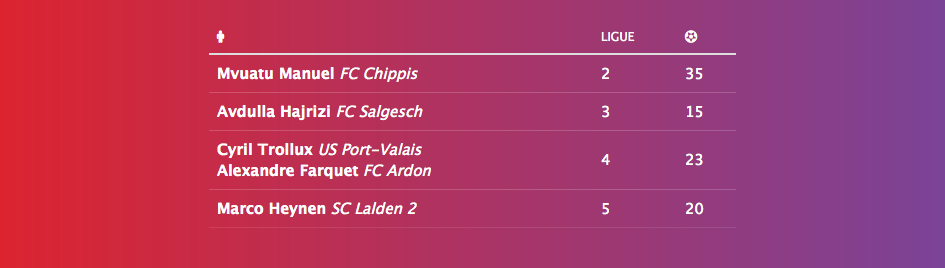 LIGUE
Mvuatu Manuel FC Chippis 2 35
Avdulla Hajrizi FC Salgesch 3 15
Cyril Trollux US Port-Valais
Alexandre Farquet FC Ardon 4 23
Marco Heynen SC Lalden 2 5 20